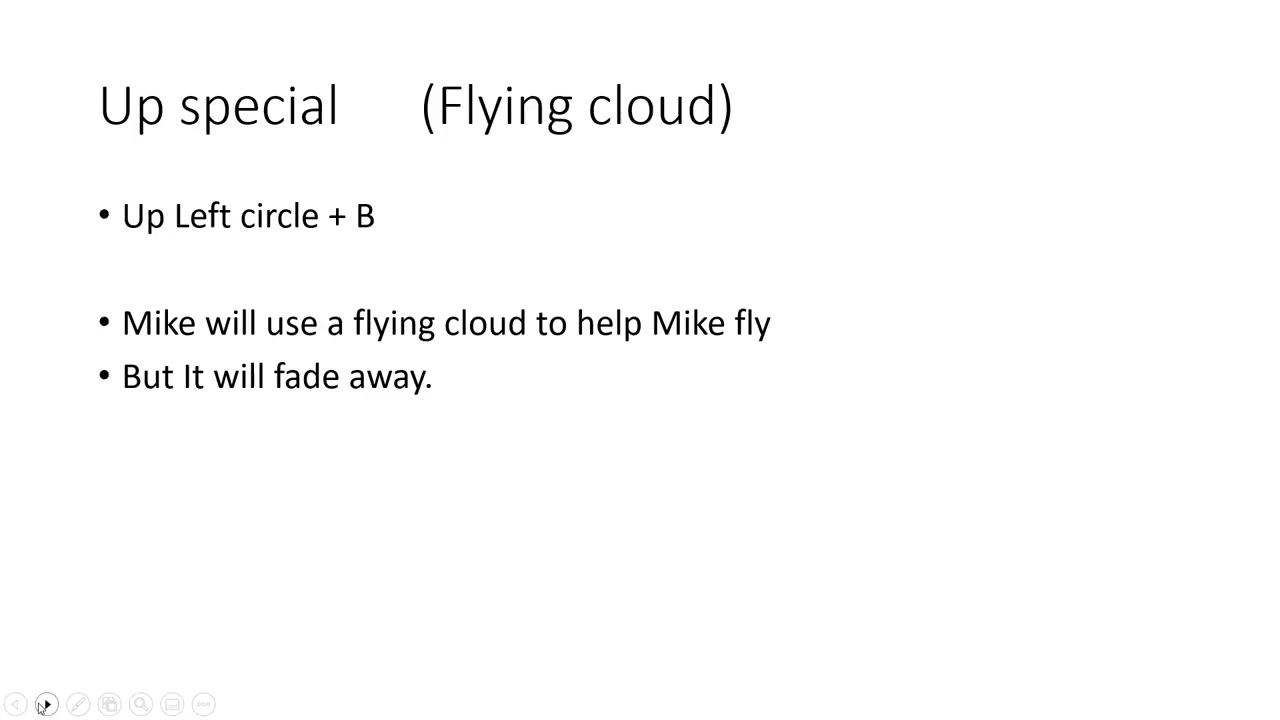 Up special (Flying cloud)
• Up Left circle + B
• Mike will use a flying cloud to help Mike fly
• But It will fade away.